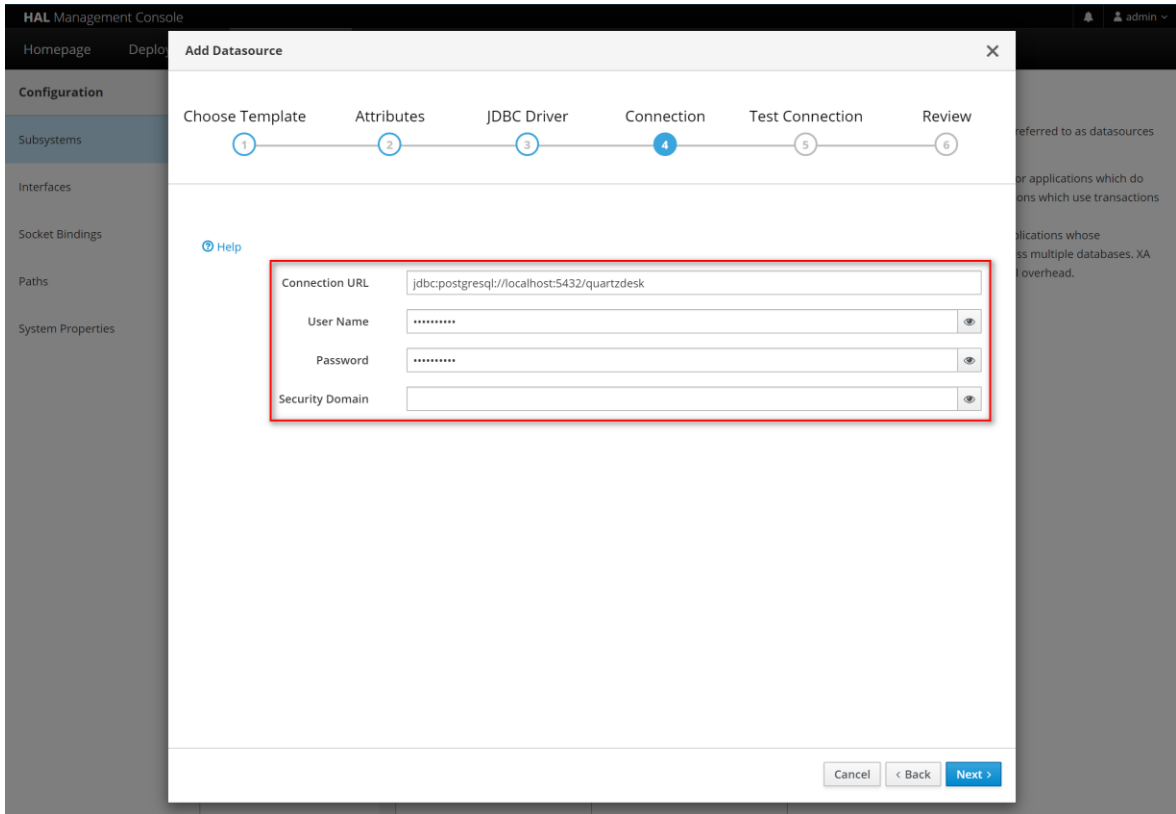 HAL Management Console
admin
Homepage Deploy
Add Datasource
Configuration
Subsystems
Interfaces
Socket Bindings
Paths
System Properties
Choose Template Attributes JDBC Driver Connection Test Connection Review
1 2 3 4 5 6
Help
Connection URL jdbc:postgresql://localhost:5432/quartzdesk
User Name ••••••••••
Password ••••••••••
Security Domain
referred to as datasources
or applications which do
ons which use transactions
plications whose
ss multiple databases. XA
l overhead.
Cancel < Back Next >